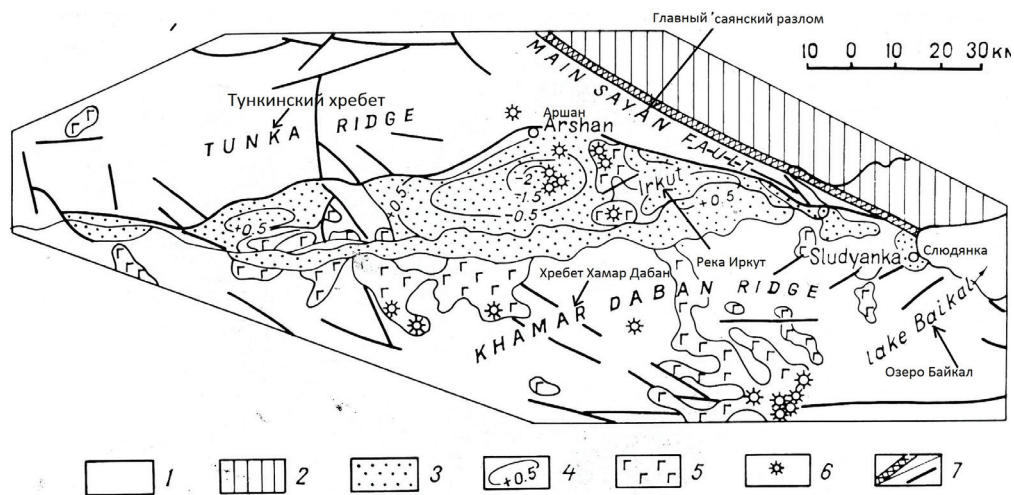 Главный 'саянский разлом
10 0 10 20 30 KM
MAIN SAYAN FAULT
Тункинский хребет
TUNKA RIDGE
Аршан
Arshan
-2
-1.5
-0.5
+0.5
Irkut
+0.5
+0.5
Sludyanka
Слюдянка
Река Иркут
Хребет Хамар Дабан
KHAMAR DABAN RIDGE
Lake Baikal
Озеро Байкал
1 2 3 +0.5 4 5 6 7